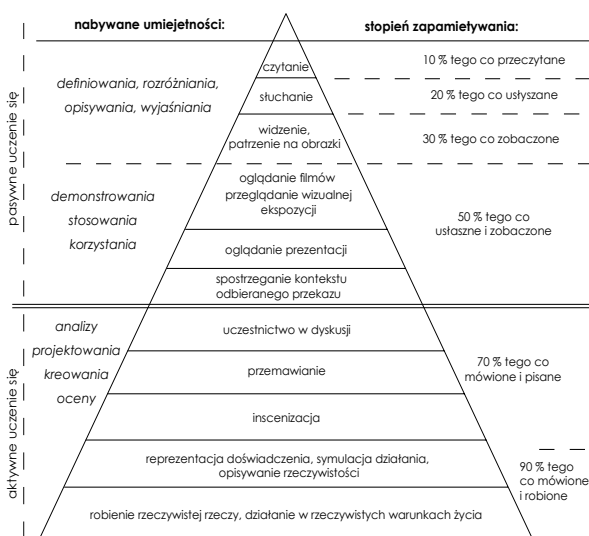 nabywane umiejętności:
stopień zapamietywania:
czytanie
10 % tego co przeczytane
definiowania, rozróżniania,
opisywania, wyjaśniania
słuchanie
20 % tego co usłyszane
widzenie,
patrzenie na obrazki
30 % tego co zobaczone
pasywne uczenie się
demonstrowania
stosowania
korzystania
oglądanie filmów
przeglądanie wizualnej
ekspozycji
50 % tego co
usłaszne i zobaczone
oglądanie prezentacji
spostrzeganie kontekstu
odbieranego przekazu
analizy
projektowania
kreowania
oceny
uczestnictwo w dyskusji
przemawianie
70 % tego co
mówione i pisane
inscenizacja
aktywne uczenie się
reprezentacja doświadczenia, symulacja działania,
opisywanie rzeczywistości
90 % tego
co mówione
i robione
robienie rzeczywistej rzeczy, działanie w rzeczywistych warunkach życia